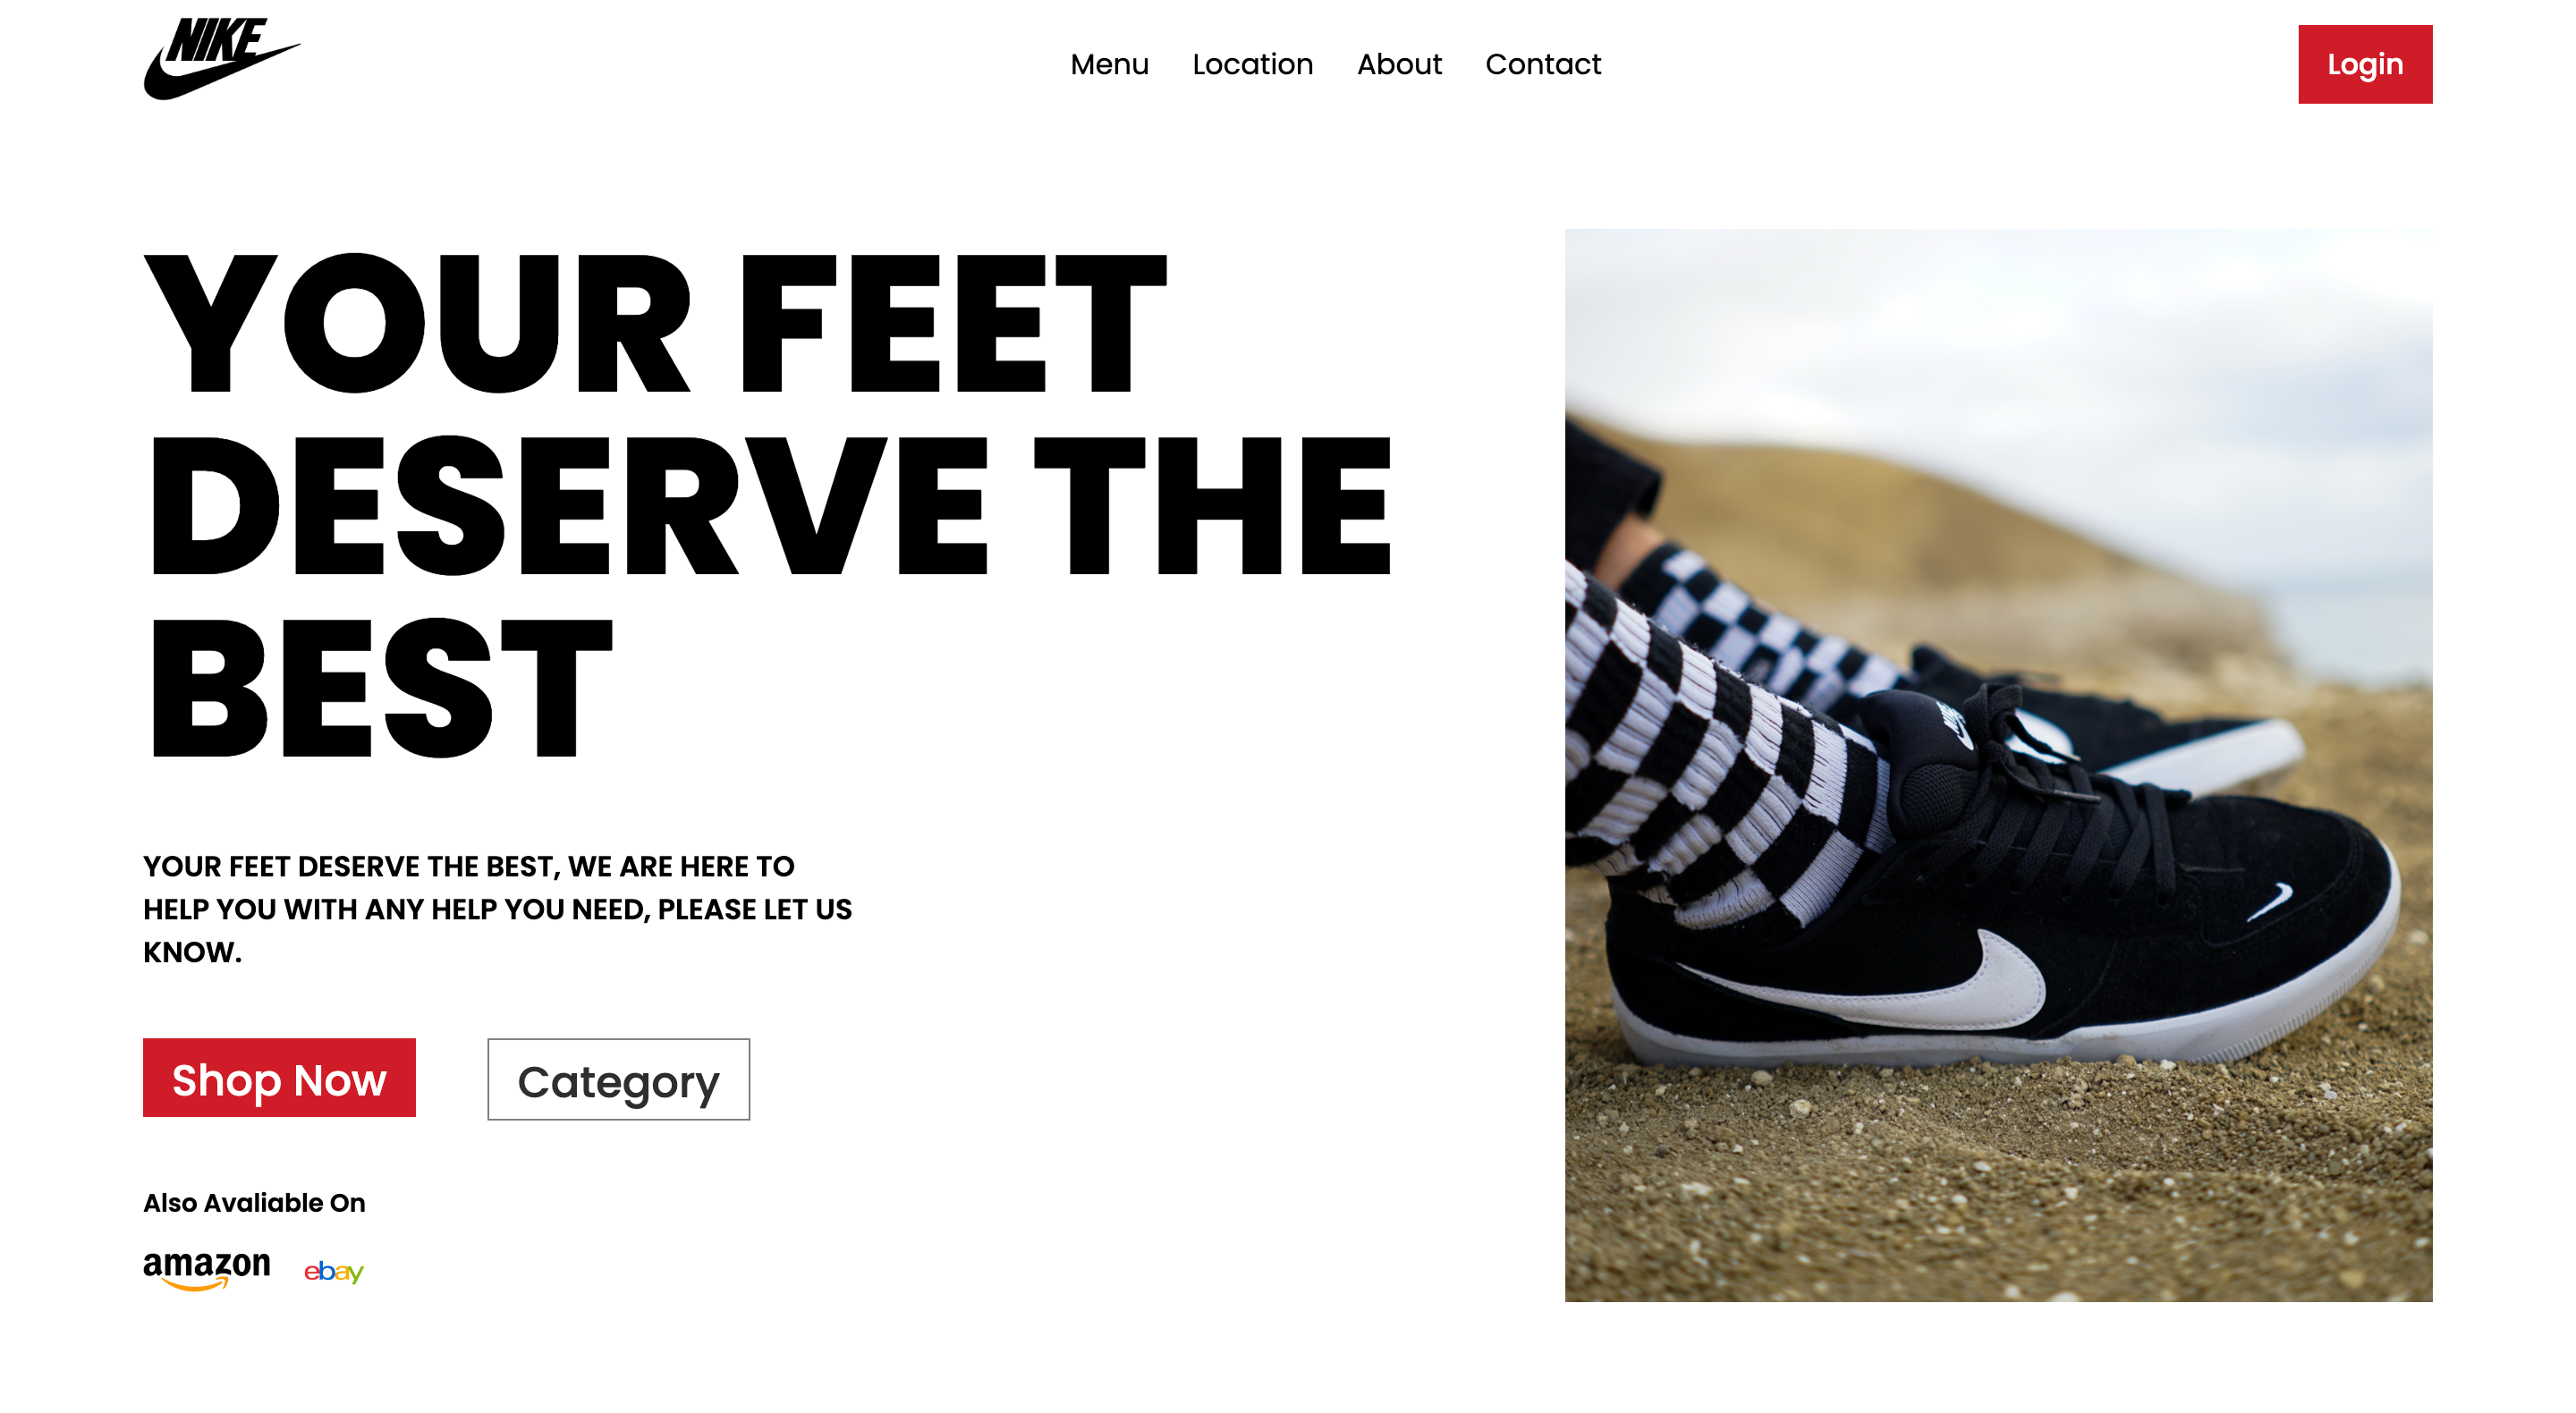 NIKE
Menu Location About Contact
Login
YOUR FEET
DESERVE THE
BEST
YOUR FEET DESERVE THE BEST, WE ARE HERE TO
HELP YOU WITH ANY HELP YOU NEED, PLEASE LET US
KNOW.
Shop Now
Category
Also Avaliable On
amazon
ebay